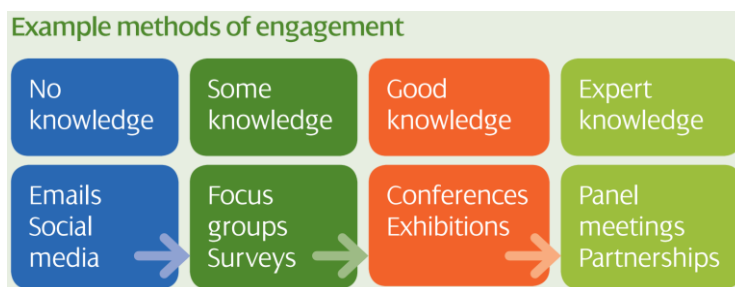 Example methods of engagement
No
knowledge
Some
knowledge
Good
knowledge
Expert
knowledge
Emails
Social
media
Focus
groups
Surveys
Conferences
Exhibitions
Panel
meetings
Partnerships